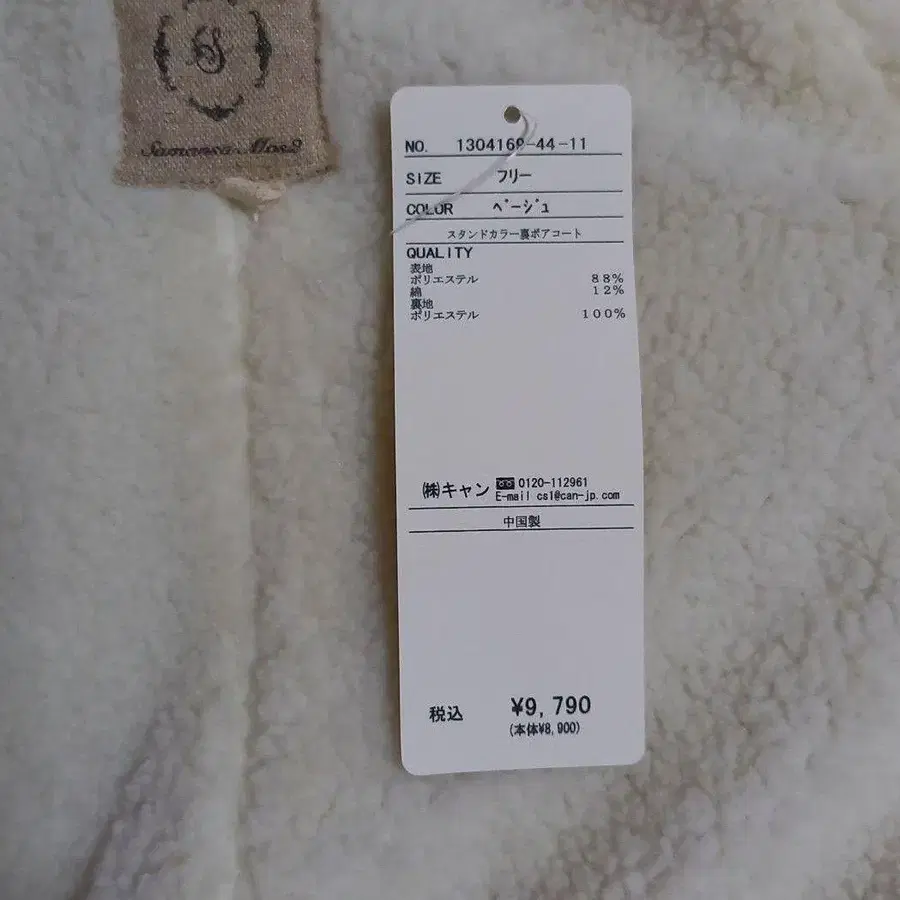 S
Samansa Mos2
NO. 1304169-44-11
SIZE フリー
COLOR ベージュ
スタンドカラー裏ボアコート
QUALITY
表地
ポリエステル 88%
綿 12%
裏地
ポリエステル 100%
㈱キャン 0120-112961
E-mail cs1@can-jp.com
中国製
税込 ¥9,790
(本体¥8,900)